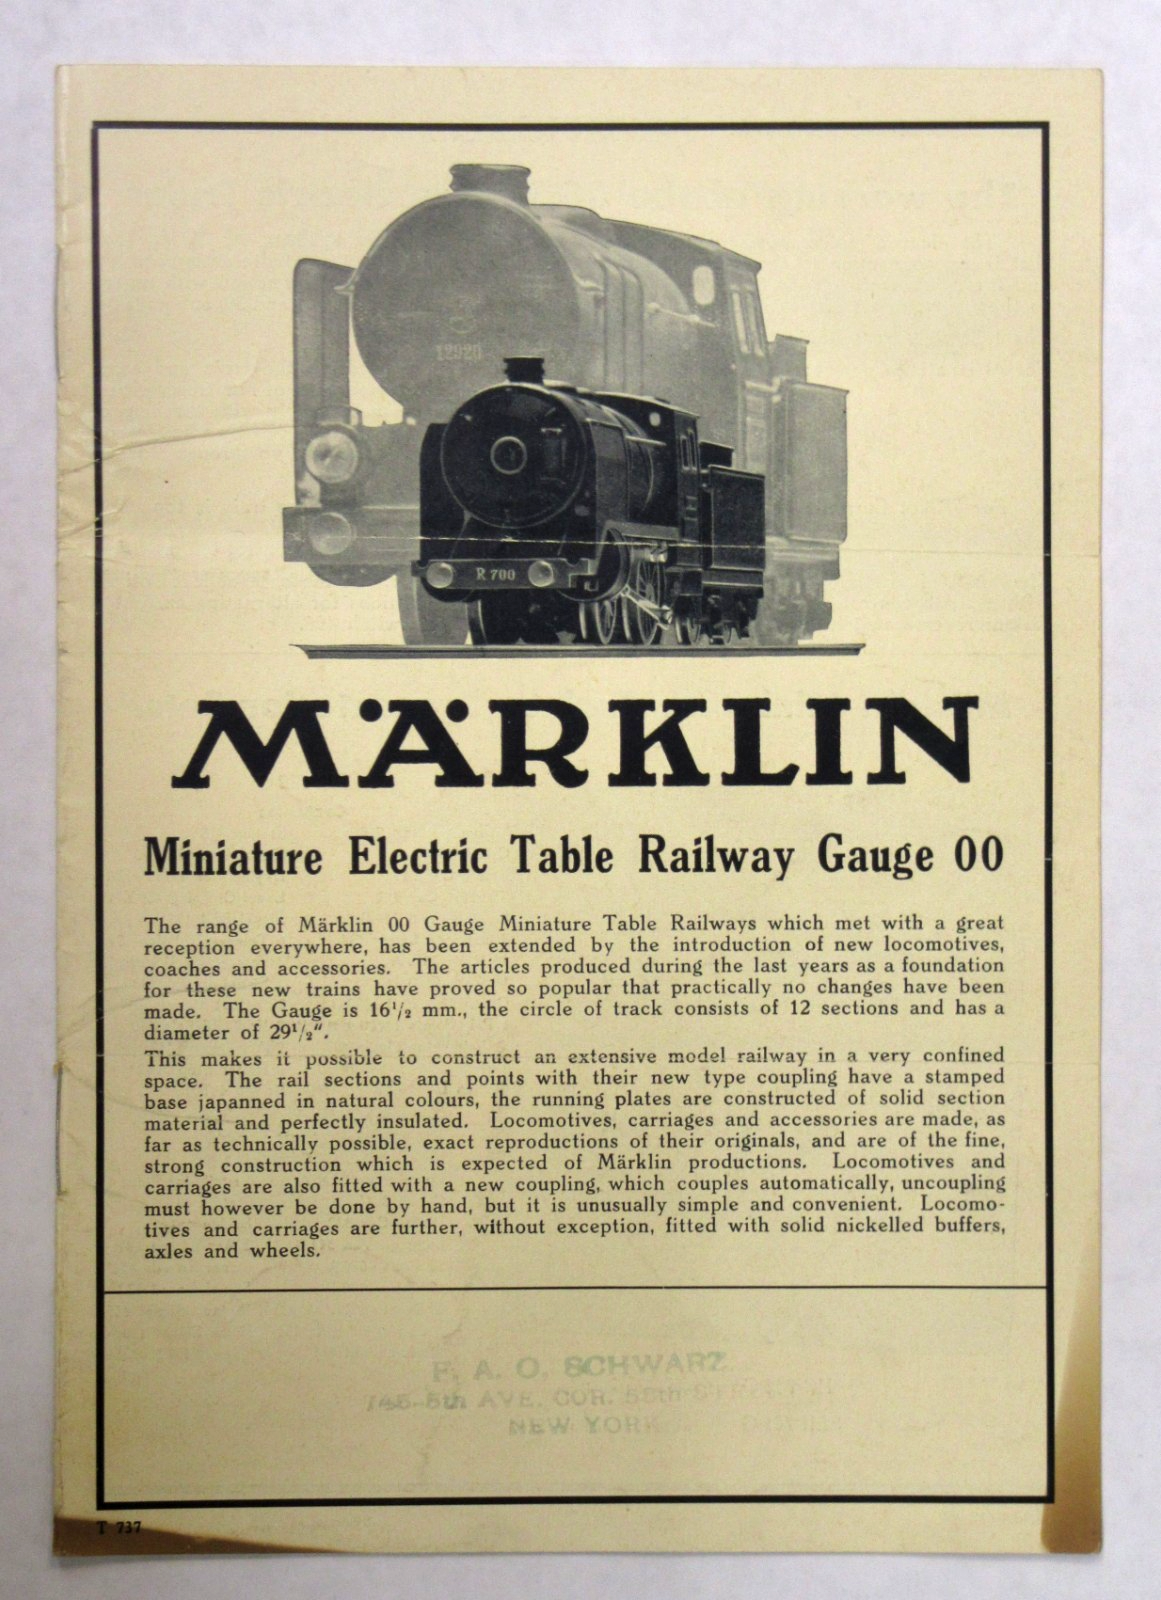 12920
R 700
MÄRKLIN
Miniature Electric Table Railway Gauge 00
The range of Märklin 00 Gauge Miniature Table Railways which met with a great
reception everywhere, has been extended by the introduction of new locomotives,
coaches and accessories. The articles produced during the last years as a foundation
for these new trains have proved so popular that practically no changes have been
made. The Gauge is 16¹/₂ mm., the circle of track consists of 12 sections and has a
diameter of 29¹/₂“.
This makes it possible to construct an extensive model railway in a very confined
space. The rail sections and points with their new type coupling have a stamped
base japanned in natural colours, the running plates are constructed of solid section
material and perfectly insulated. Locomotives, carriages and accessories are made, as
far as technically possible, exact reproductions of their originals, and are of the fine,
strong construction which is expected of Märklin productions. Locomotives and
carriages are also fitted with a new coupling, which couples automatically, uncoupling
must however be done by hand, but it is unusually simple and convenient. Locomo-
tives and carriages are further, without exception, fitted with solid nickelled buffers,
axles and wheels.
F. A. O. SCHWARZ
745-5th AVE. COR. 58th STREET
NEW YORK
T 737